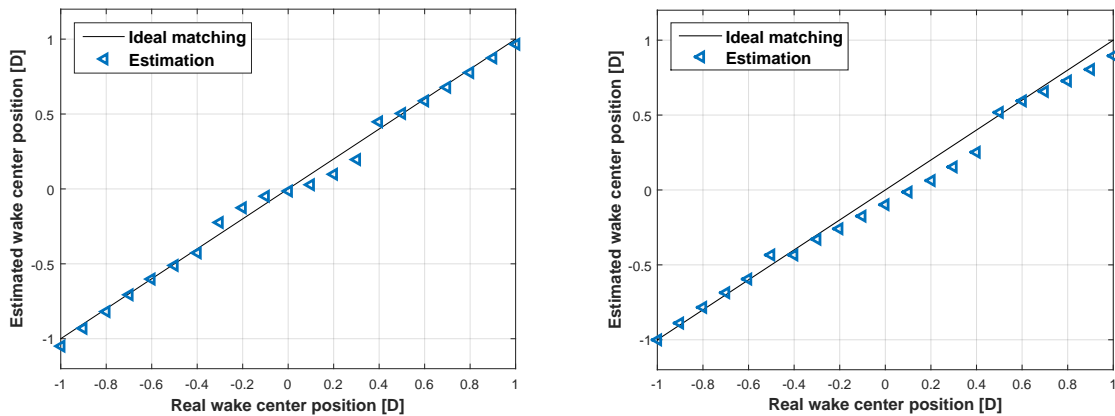 Ideal matching
Estimation
Estimated wake center position [D]
1
0.5
0
-0.5
-1
-1 -0.8 -0.6 -0.4 -0.2 0 0.2 0.4 0.6 0.8 1
Real wake center position [D]
Ideal matching
Estimation
Estimated wake center position [D]
1
0.5
0
-0.5
-1
-1 -0.8 -0.6 -0.4 -0.2 0 0.2 0.4 0.6 0.8 1
Real wake center position [D]